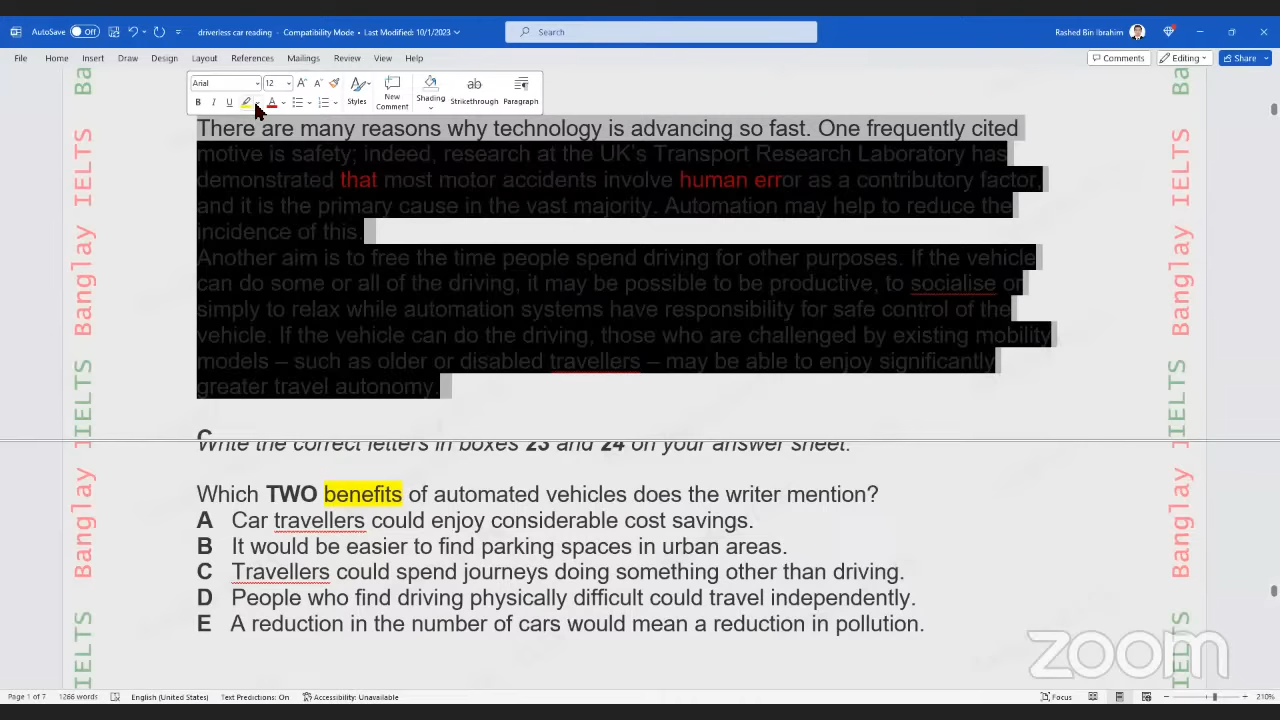 AutoSave Off driverless car reading - Compatibility Mode • Last Modified: 10/1/2023 Search Rashed Bin Ibrahim
File Home Insert Draw Design Layout References Mailings Review View Help Comments Editing Share
Arial 12 Styles New Comment Shading Strikethrough Paragraph
There are many reasons why technology is advancing so fast. One frequently cited
motive is safety; indeed, research at the UK's Transport Research Laboratory has
demonstrated that most motor accidents involve human error as a contributory factor,
and it is the primary cause in the vast majority. Automation may help to reduce the
incidence of this.
Another aim is to free the time people spend driving for other purposes. If the vehicle
can do some or all of the driving, it may be possible to be productive, to socialise or
simply to relax while automation systems have responsibility for safe control of the
vehicle. If the vehicle can do the driving, those who are challenged by existing mobility
models – such as older or disabled travellers – may be able to enjoy significantly
greater travel autonomy.
C
Write the correct letters in boxes 23 and 24 on your answer sheet.
Which TWO benefits of automated vehicles does the writer mention?
A Car travellers could enjoy considerable cost savings.
B It would be easier to find parking spaces in urban areas.
C Travellers could spend journeys doing something other than driving.
D People who find driving physically difficult could travel independently.
E A reduction in the number of cars would mean a reduction in pollution.
Ba
Banglay IELTS
Banglay IELTS
Banglay IELTS
Ba
Banglay IELTS
Banglay IELTS
Banglay IELTS
zoom
Page 1 of 7 1266 words English (United States) Text Predictions: On Accessibility: Unavailable Focus 210%